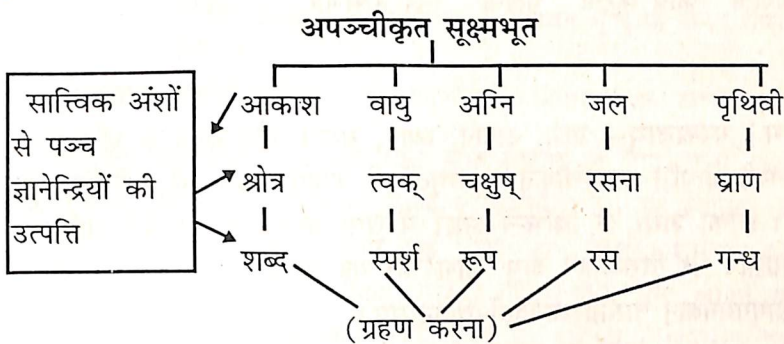 अपञ्चीकृत सूक्ष्मभूत
सात्त्विक अंशों
से पञ्च
ज्ञानेन्द्रियों की
उत्पत्ति
आकाश वायु अग्नि जल पृथिवी
श्रोत्र त्वक् चक्षुष् रसना घ्राण
शब्द स्पर्श रूप रस गन्ध
(ग्रहण करना)